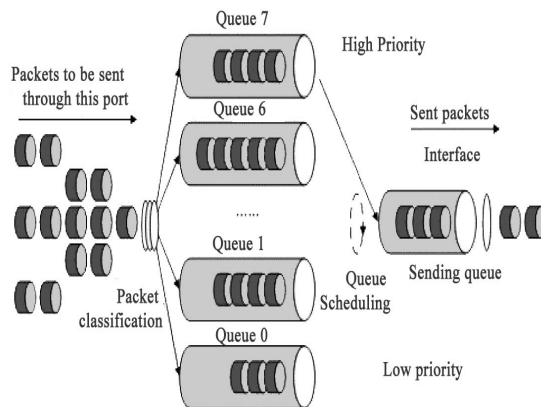 Queue 7
High Priority
Packets to be sent
through this port
Queue 6
Sent packets
Interface
......
Queue 1
Queue
Scheduling
Sending queue
Packet
classification
Queue 0
Low priority